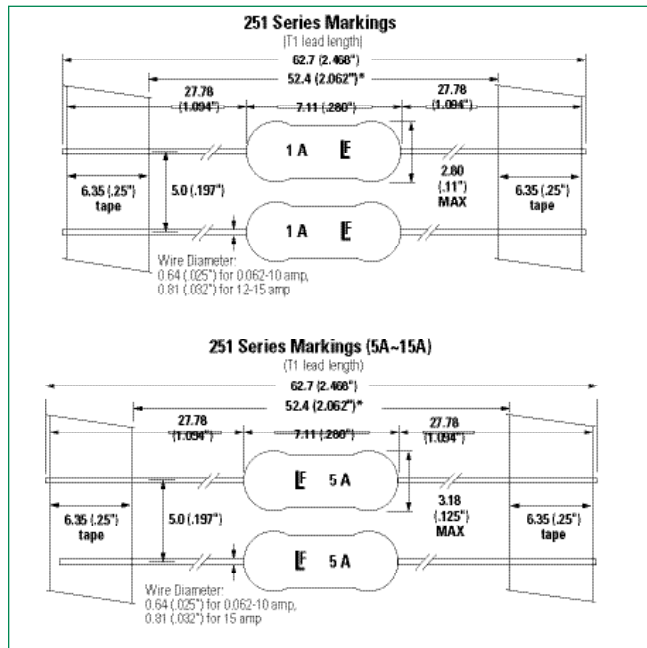 251 Series Markings
(T1 lead length)
62.7 (2.468")
52.4 (2.062")*
27.78
(1.094")
7.11 (.280")
27.78
(1.094")
1 A LF
2.80
(.11")
MAX
6.35 (.25")
tape
5.0 (.197")
6.35 (.25")
tape
1 A LF
Wire Diameter:
0.64 (.025") for 0.062-10 amp,
0.81 (.032") for 12-15 amp
251 Series Markings (5A~15A)
(T1 lead length)
62.7 (2.468")
52.4 (2.062")*
27.78
(1.094")
7.11 (.280")
27.78
(1.094")
LF 5 A
3.18
(.125")
MAX
6.35 (.25")
tape
5.0 (.197")
6.35 (.25")
tape
LF 5 A
Wire Diameter:
0.64 (.025") for 0.062-10 amp,
0.81 (.032") for 15 amp